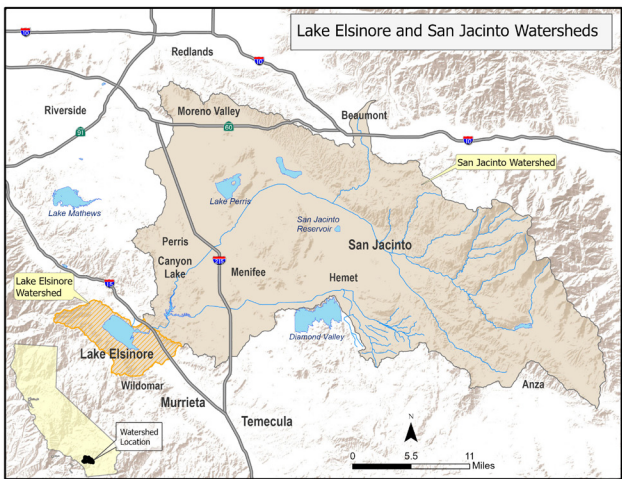 Lake Elsinore and San Jacinto Watersheds
10
Redlands
10
Riverside
Moreno Valley
Beaumont
91
60
10
San Jacinto Watershed
Lake Mathews
Lake Perris
San Jacinto
Reservoir
San Jacinto
Perris
Canyon
Lake
215
Menifee
Hemet
Lake Elsinore
Watershed
15
Diamond Valley
Lake Elsinore
Wildomar
Anza
Murrieta
Temecula
Watershed
Location
N
0
5.5
11
Miles